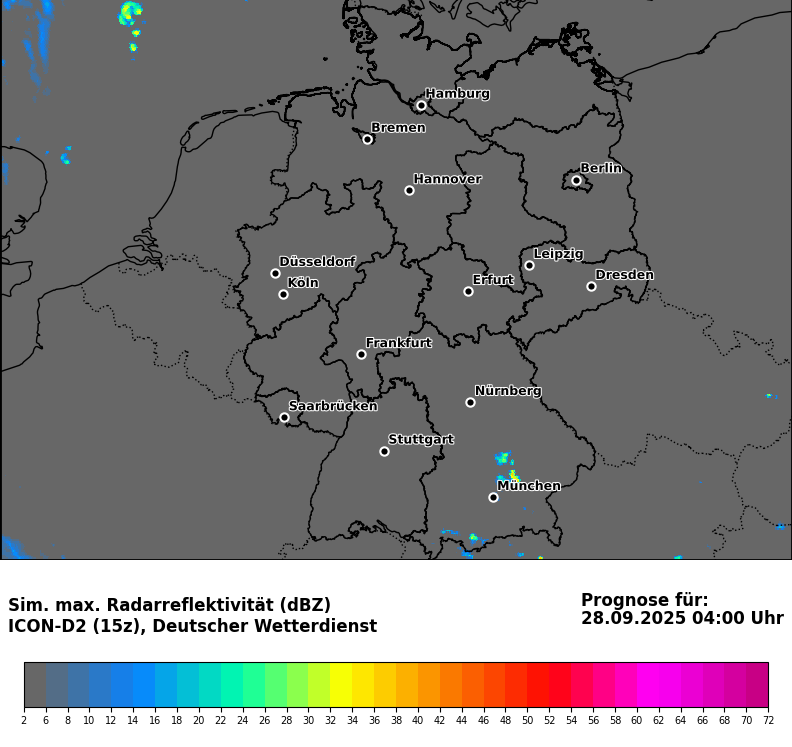 Hamburg
Bremen
Berlin
Hannover
Leipzig
Düsseldorf
Dresden
Erfurt
Köln
Frankfurt
Nürnberg
Saarbrücken
Stuttgart
München
Sim. max. Radarreflektivität (dBZ)
ICON-D2 (15z), Deutscher Wetterdienst
Prognose für:
28.09.2025 04:00 Uhr
2 6 8 10 12 14 16 18 20 22 24 26 28 30 32 34 36 38 40 42 44 46 48 50 52 54 56 58 60 62 64 66 68 70 72